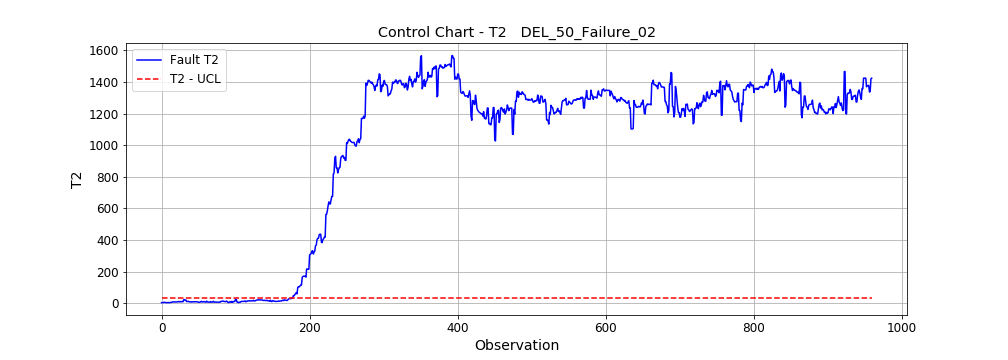 Control Chart - T2   DEL_50_Failure_02
Fault T2
T2 - UCL
1600
1400
1200
1000
800
600
400
200
0
T2
0 200 400 600 800 1000
Observation